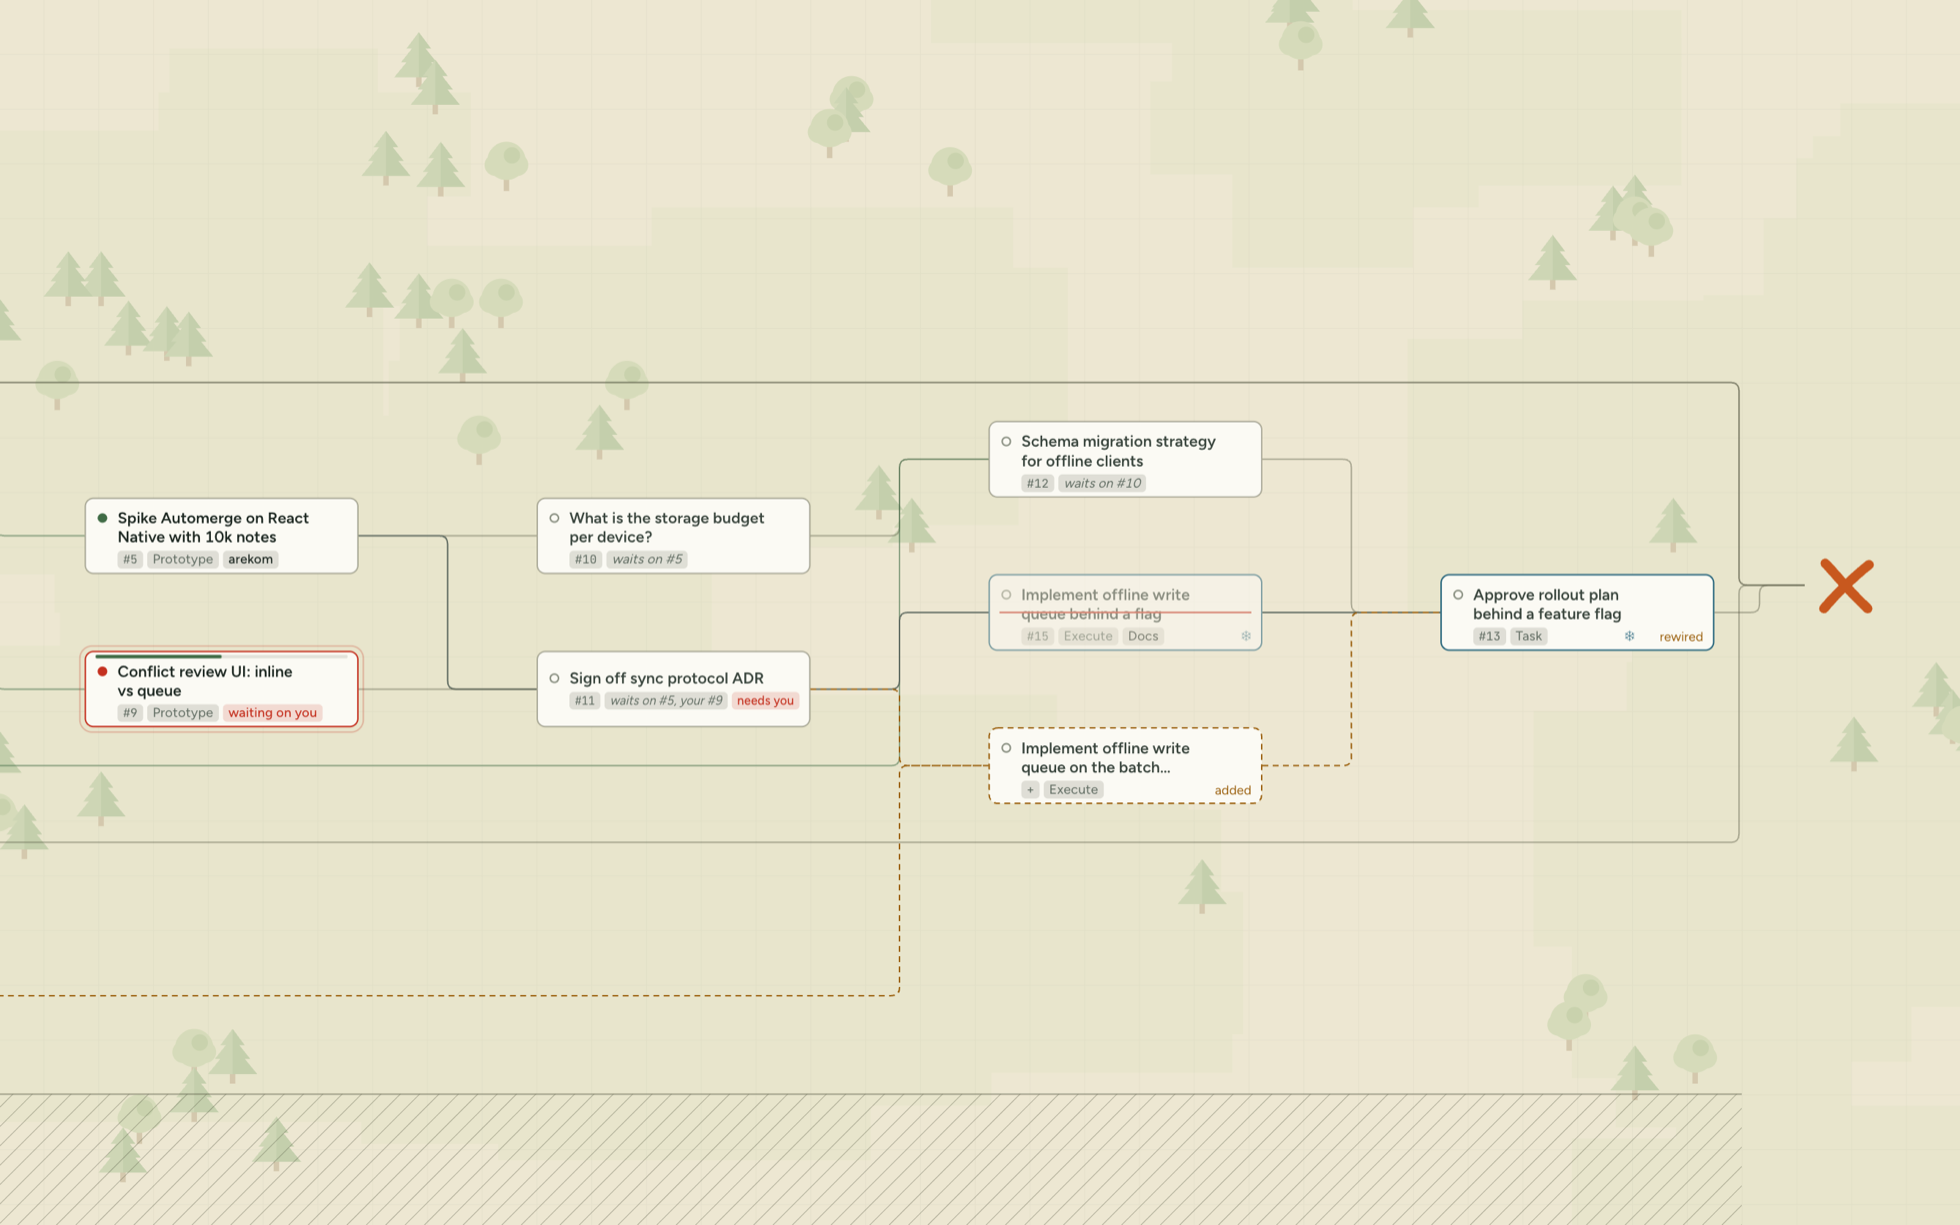 Schema migration strategy
for offline clients
#12 waits on #10
Spike Automerge on React
Native with 10k notes
#5 Prototype arekom
What is the storage budget
per device?
#10 waits on #5
Implement offline write
queue behind a flag
#15 Execute Docs
Approve rollout plan
behind a feature flag
#13 Task rewired
Conflict review UI: inline
vs queue
#9 Prototype waiting on you
Sign off sync protocol ADR
#11 waits on #5, your #9 needs you
Implement offline write
queue on the batch...
+ Execute added